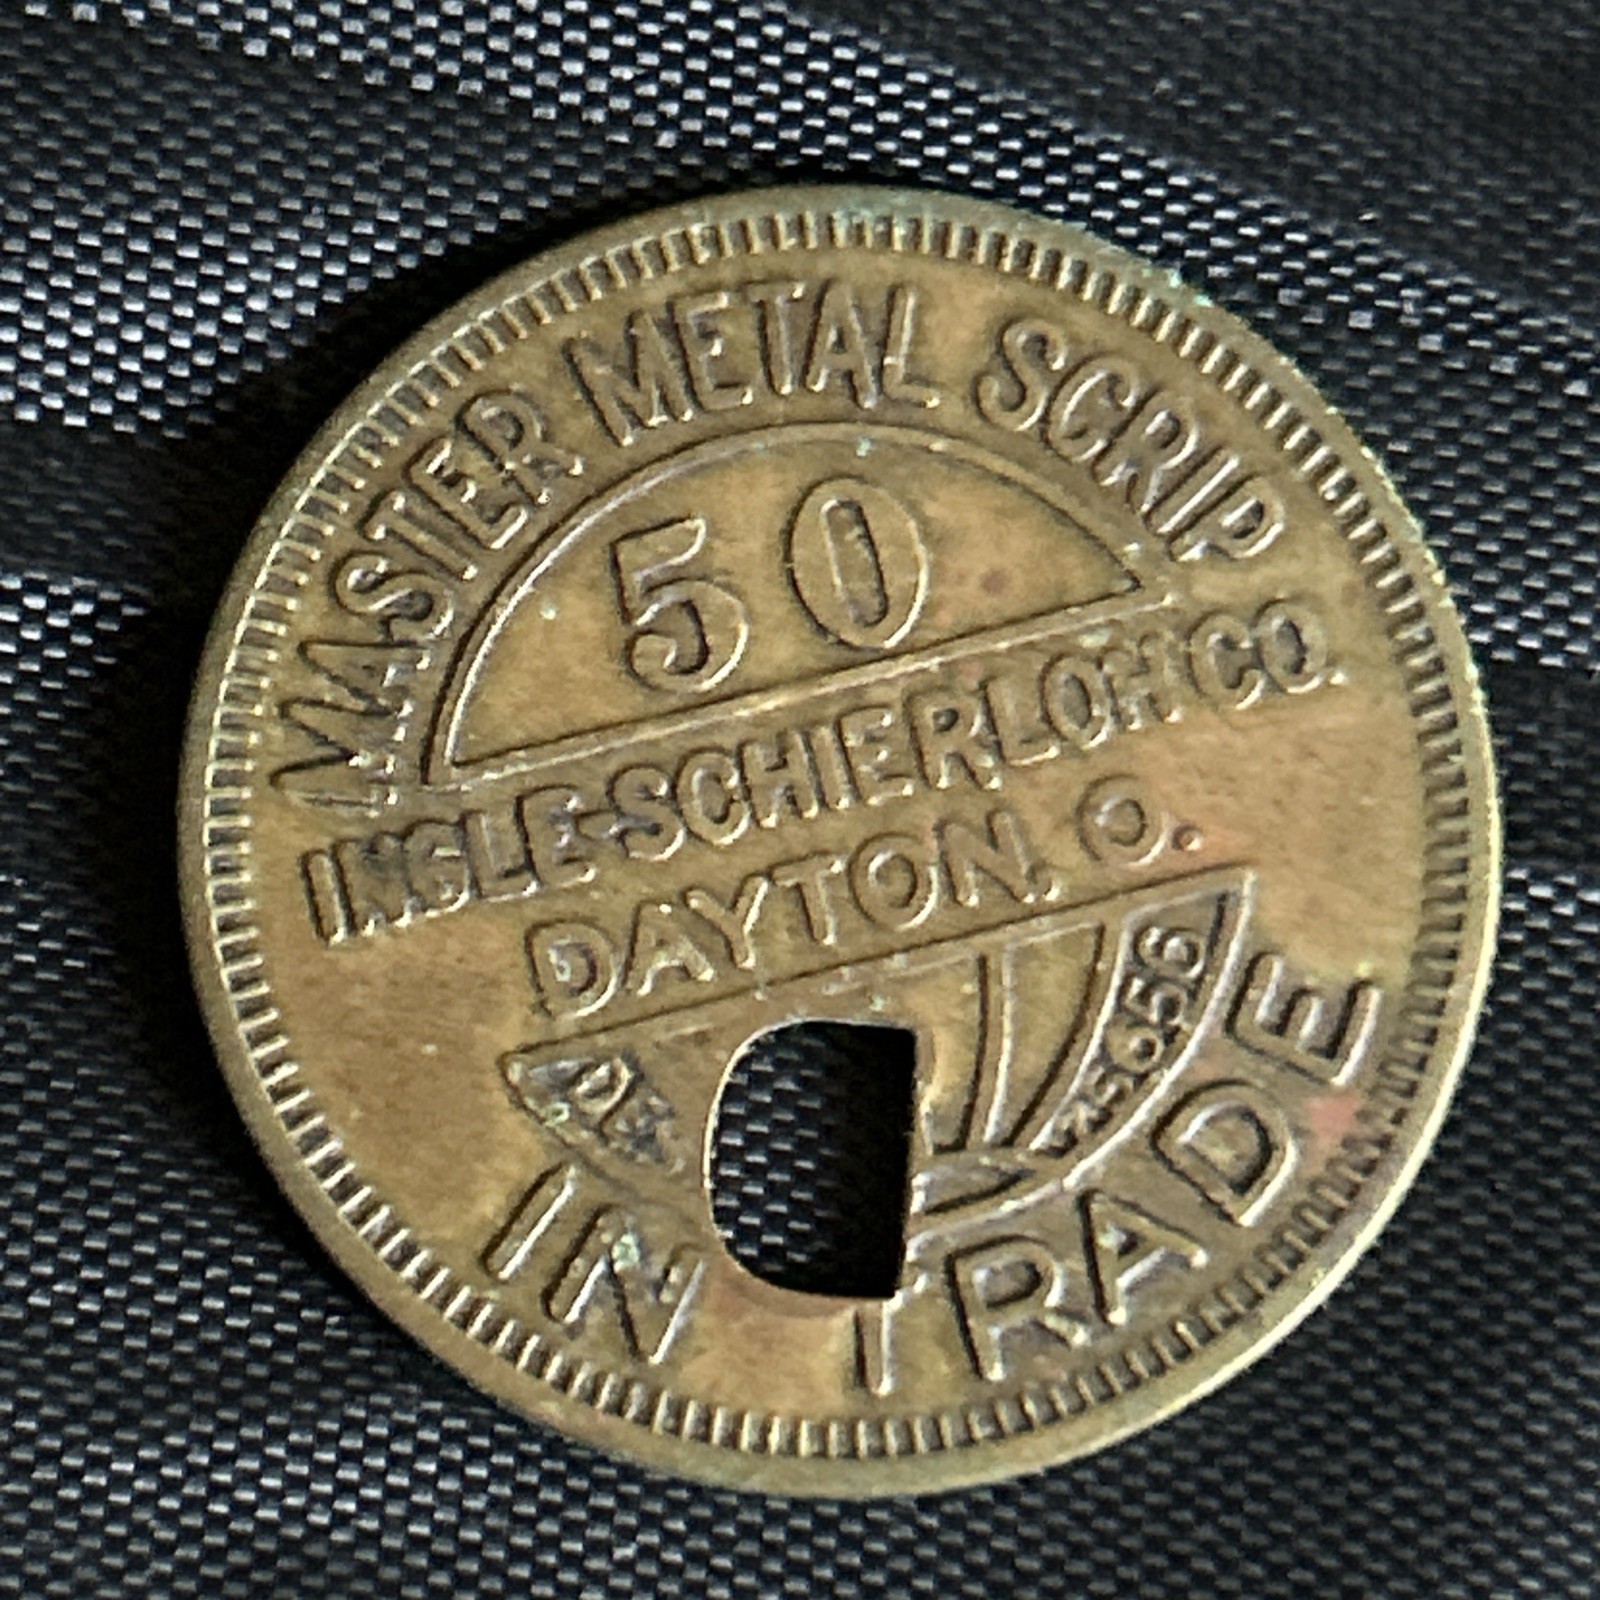 MASTER METAL SCRIP
50
INGLE-SCHIERLOH CO.
DAYTON, O.
IN TRADE